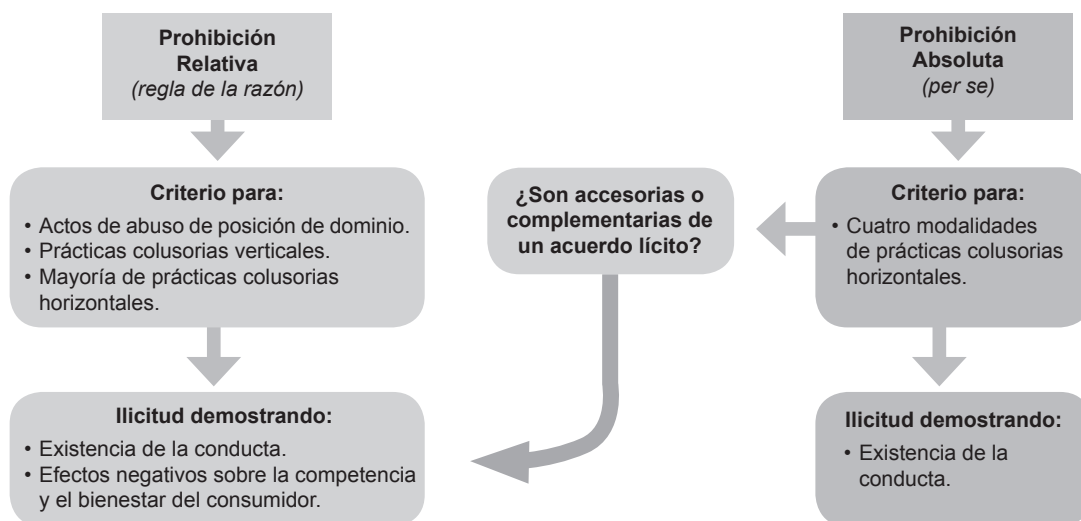 Prohibición
Relativa
(regla de la razón)
Criterio para:
• Actos de abuso de posición de dominio.
• Prácticas colusorias verticales.
• Mayoría de prácticas colusorias
horizontales.
Ilicitud demostrando:
• Existencia de la conducta.
• Efectos negativos sobre la competencia
y el bienestar del consumidor.
¿Son accesorias o
complementarias de
un acuerdo lícito?
Prohibición
Absoluta
(per se)
Criterio para:
• Cuatro modalidades
de prácticas colusorias
horizontales.
Ilicitud demostrando:
• Existencia de la
conducta.